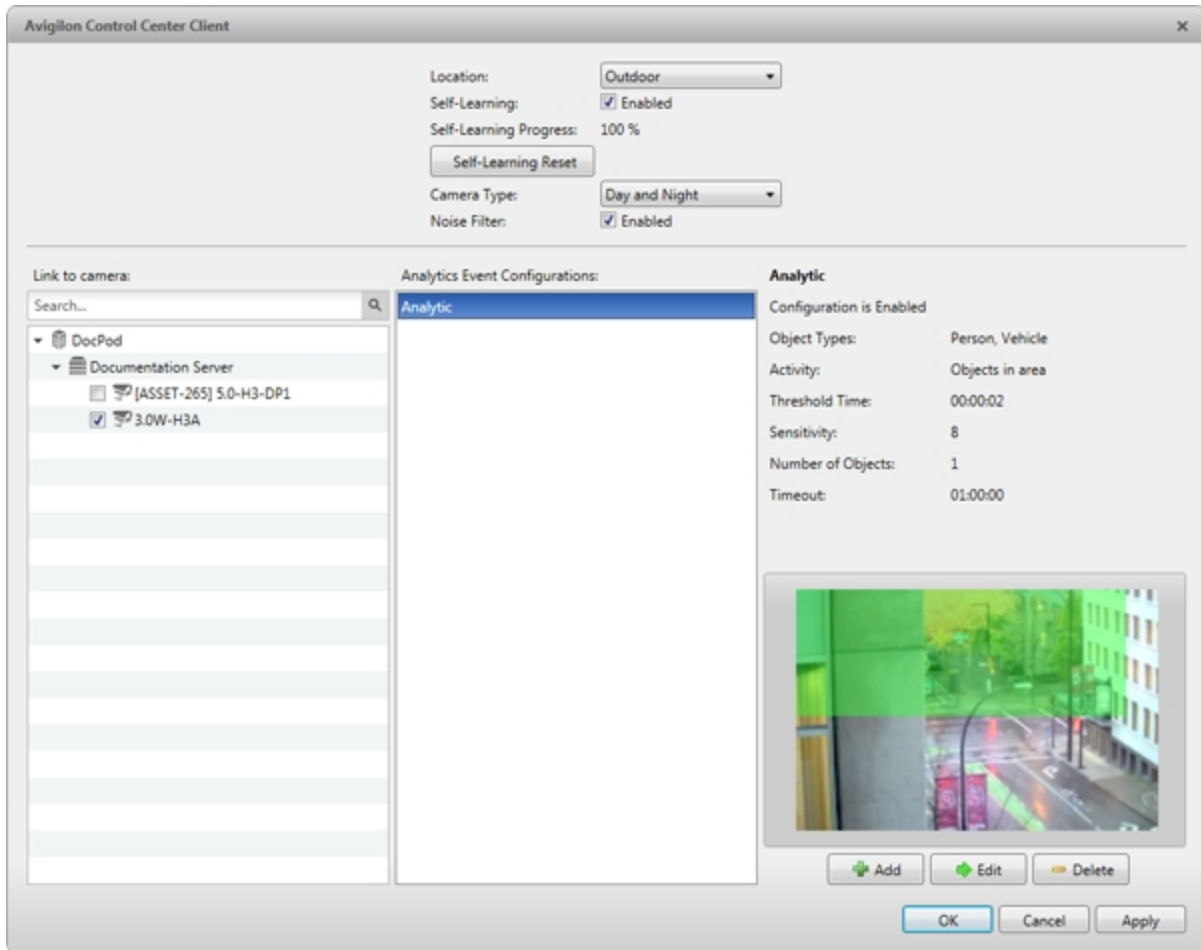 Avigilon Control Center Client
Location: Outdoor
Self-Learning: Enabled
Self-Learning Progress: 100 %
Self-Learning Reset
Camera Type: Day and Night
Noise Filter: Enabled
Link to camera:
Search...
DocPod
Documentation Server
[ASSET-265] 5.0-H3-DP1
3.0W-H3A
Analytics Event Configurations:
Analytic
Analytic
Configuration is Enabled
Object Types: Person, Vehicle
Activity: Objects in area
Threshold Time: 00:00:02
Sensitivity: 8
Number of Objects: 1
Timeout: 01:00:00
Add Edit Delete
OK Cancel Apply